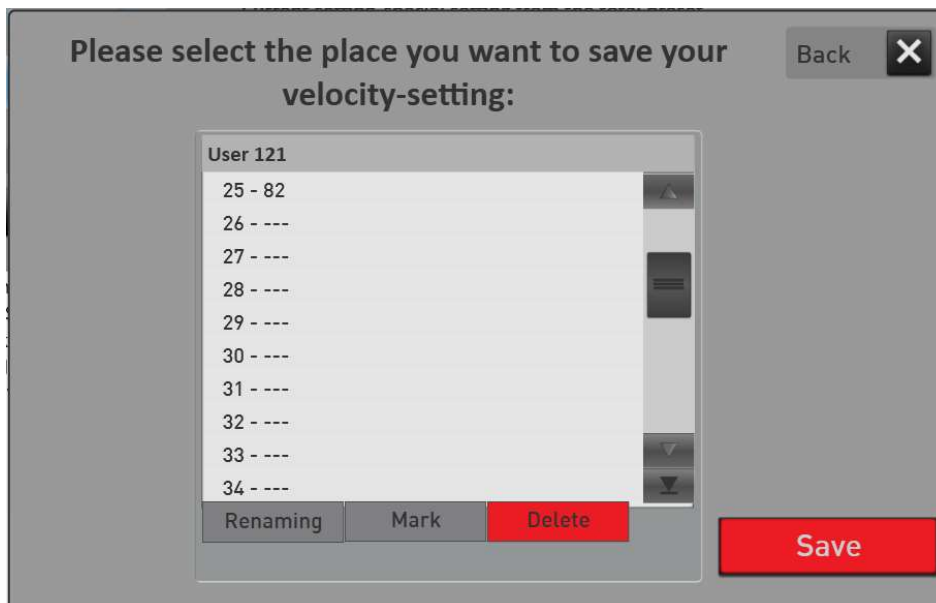 Please select the place you want to save your
velocity-setting:
Back
User 121
25 - 82
26 - ---
27 - ---
28 - ---
29 - ---
30 - ---
31 - ---
32 - ---
33 - ---
34 - ---
Renaming Mark Delete
Save